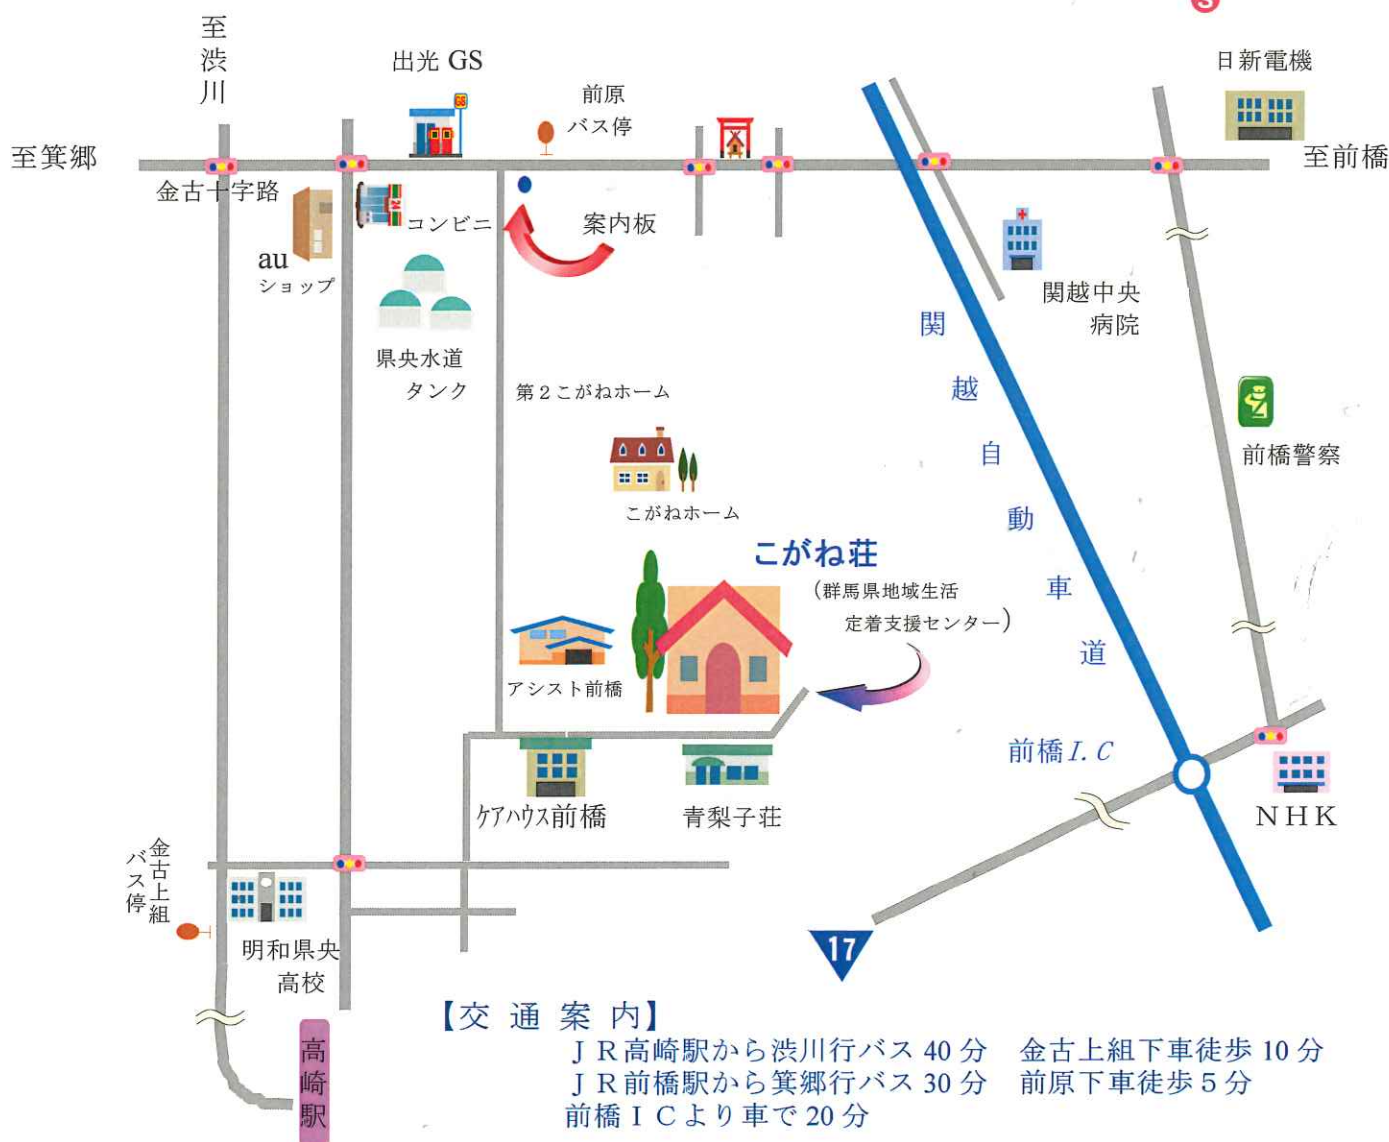 至渋川
出光 GS
GS
前原
バス停
日新電機
至箕郷
至前橋
金古十字路
24
コンビニ
案内板
au
ショップ
関越中央
病院
県央水道
タンク
関越自動車道
第２こがねホーム
前橋警察
こがねホーム
こがね荘
（群馬県地域生活
定着支援センター）
アシスト前橋
前橋I.C
ケアハウス前橋
青梨子荘
ＮＨＫ
金古上組
バス停
明和県央
高校
17
高崎駅
【交 通 案 内】
ＪＲ高崎駅から渋川行バス 40 分　金古上組下車徒歩 10 分
ＪＲ前橋駅から箕郷行バス 30 分　前原下車徒歩５分
前橋ＩＣより車で 20 分